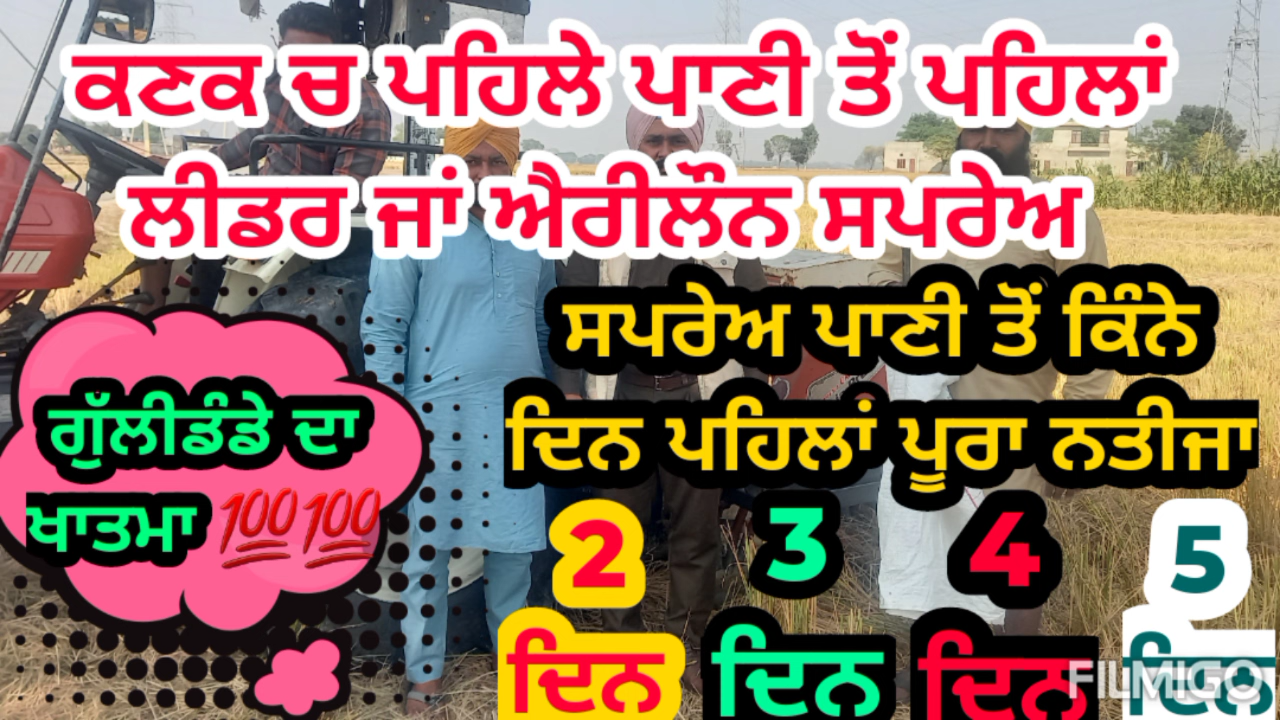 ਕਣਕ ਚ ਪਹਿਲੇ ਪਾਣੀ ਤੋਂ ਪਹਿਲਾਂ
ਲੀਡਰ ਜਾਂ ਐਰੀਲੌਨ ਸਪਰੇਅ
ਸਪਰੇਅ ਪਾਣੀ ਤੋਂ ਕਿੰਨੇ
ਦਿਨ ਪਹਿਲਾਂ ਪੂਰਾ ਨਤੀਜਾ
ਗੁੱਲੀਡੰਡੇ ਦਾ
ਖਾਤਮਾ 💯💯
2 3 4 5
ਦਿਨ ਦਿਨ ਦਿਨ ਦਿਨ
FILMIGO